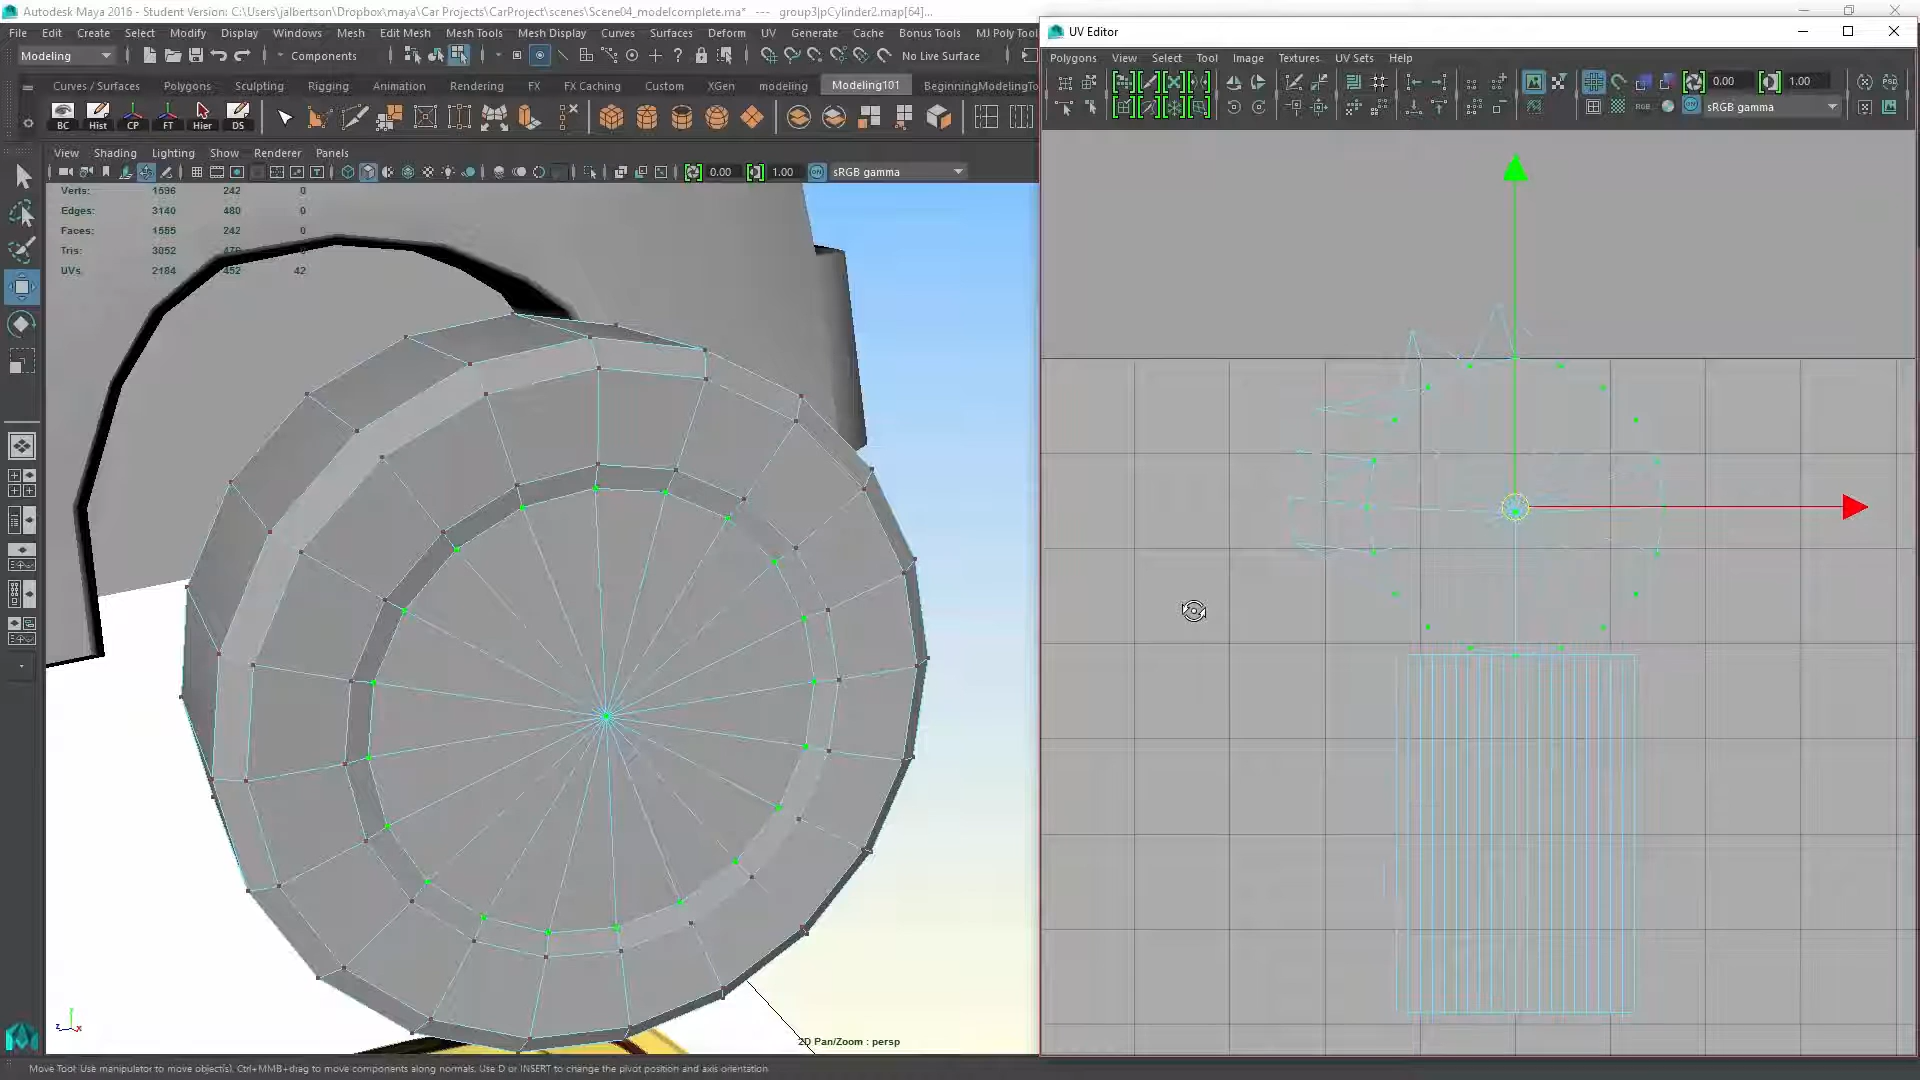 Autodesk Maya 2016 - Student Version: C:\Users\jalbertson\Dropbox\maya\Car Projects\CarProject\scenes\Scene04_modelcomplete.ma* --- group3|pCylinder2.map[64]...
File Edit Create Select Modify Display Windows Mesh Edit Mesh Mesh Tools Mesh Display Curves Surfaces Deform UV Generate Cache Bonus Tools MJ Poly Tool
Modeling Components No Live Surface
Curves / Surfaces Polygons Sculpting Rigging Animation Rendering FX FX Caching Custom XGen modeling Modeling101 BeginningModelingTo
BC Hist CP FT Hier DS
View Shading Lighting Show Renderer Panels
0.00 1.00 ON sRGB gamma
Verts: 1596 242 0
Edges: 3140 480 0
Faces: 1555 242 0
Tris: 3052 0
UVs: 2184 452 42
2D Pan/Zoom : persp
UV Editor
Polygons View Select Tool Image Textures UV Sets Help
0.00 1.00
RGB ON sRGB gamma
Move Tool: Use manipulator to move object(s). Ctrl+MMB+drag to move components along normals. Use D or INSERT to change the pivot position and axis orientation.